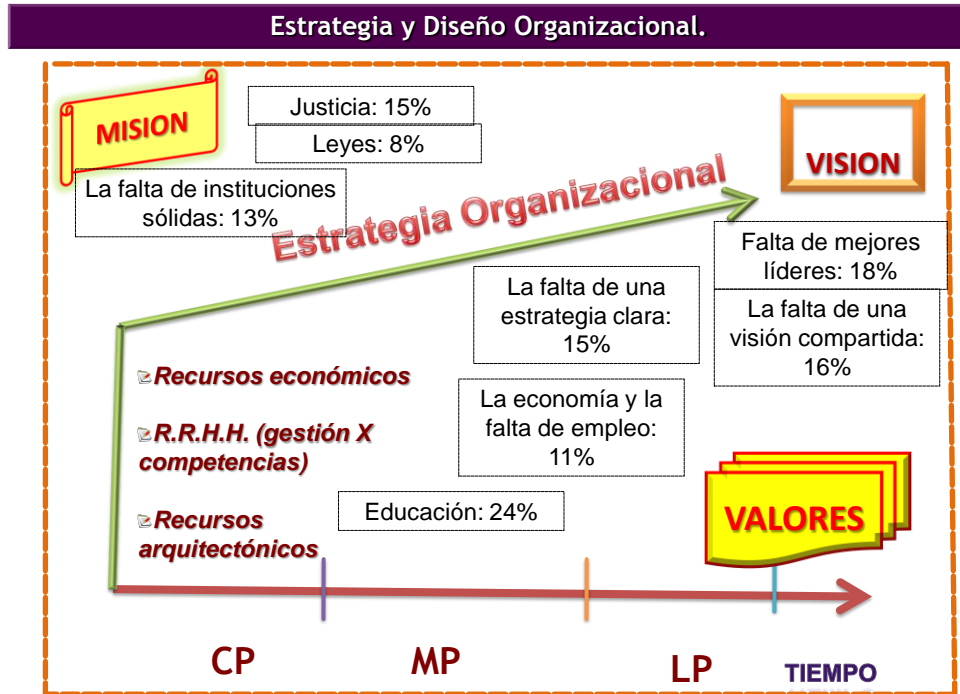 Estrategia y Diseño Organizacional.
MISION
Justicia: 15%
Leyes: 8%
La falta de instituciones
sólidas: 13%
Estrategia Organizacional
VISION
Falta de mejores
líderes: 18%
La falta de una
visión compartida:
16%
La falta de una
estrategia clara:
15%
Recursos económicos
R.R.H.H. (gestión X
competencias)
Recursos
arquitectónicos
La economía y la
falta de empleo:
11%
Educación: 24%
VALORES
CP
MP
LP
TIEMPO